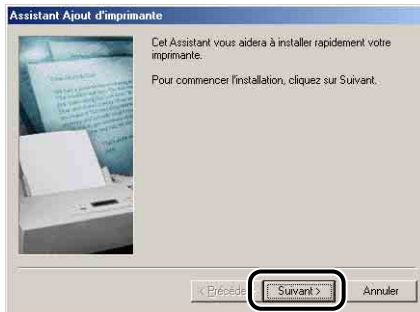 Assistant Ajout d'imprimante
Cet Assistant vous aidera à installer rapidement votre
imprimante.
Pour commencer l'installation, cliquez sur Suivant.
< Précéde
Suivant >
Annuler